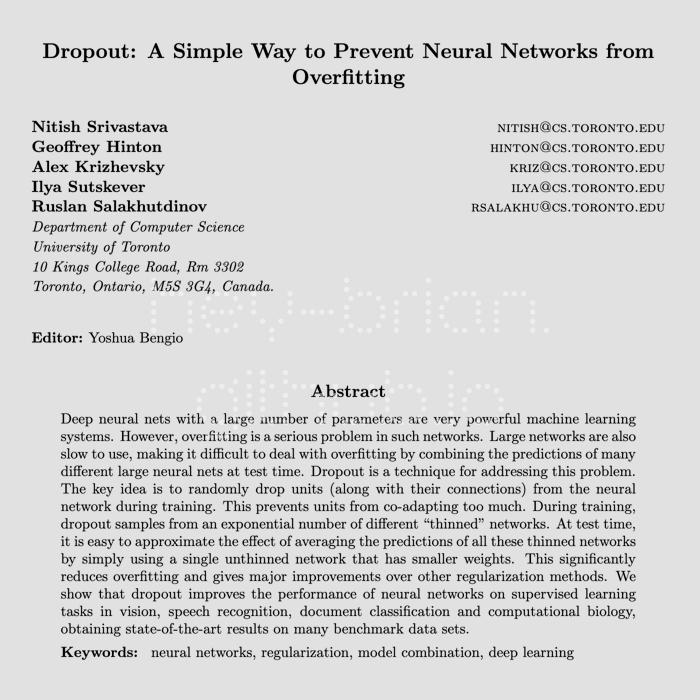 Dropout: A Simple Way to Prevent Neural Networks from
Overfitting
Nitish Srivastava NITISH@CS.TORONTO.EDU
Geoffrey Hinton HINTON@CS.TORONTO.EDU
Alex Krizhevsky KRIZ@CS.TORONTO.EDU
Ilya Sutskever ILYA@CS.TORONTO.EDU
Ruslan Salakhutdinov RSALAKHU@CS.TORONTO.EDU
Department of Computer Science
University of Toronto
10 Kings College Road, Rm 3302
Toronto, Ontario, M5S 3G4, Canada.
hey-brian.
Editor: Yoshua Bengio
Abstract
Deep neural nets with a large number of parameters are very powerful machine learning
systems. However, overfitting is a serious problem in such networks. Large networks are also
slow to use, making it difficult to deal with overfitting by combining the predictions of many
different large neural nets at test time. Dropout is a technique for addressing this problem.
The key idea is to randomly drop units (along with their connections) from the neural
network during training. This prevents units from co-adapting too much. During training,
dropout samples from an exponential number of different “thinned” networks. At test time,
it is easy to approximate the effect of averaging the predictions of all these thinned networks
by simply using a single unthinned network that has smaller weights. This significantly
reduces overfitting and gives major improvements over other regularization methods. We
show that dropout improves the performance of neural networks on supervised learning
tasks in vision, speech recognition, document classification and computational biology,
obtaining state-of-the-art results on many benchmark data sets.
Keywords: neural networks, regularization, model combination, deep learning